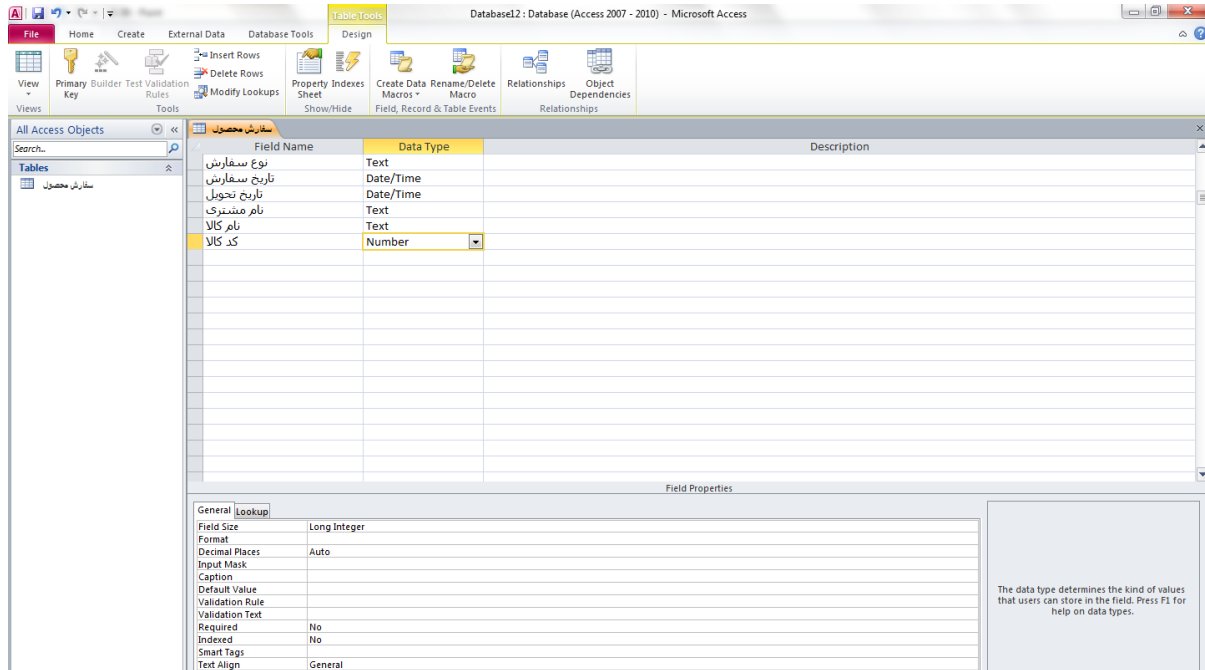 Table Tools
Database12 : Database (Access 2007 - 2010) - Microsoft Access
File Home Create External Data Database Tools Design
View
Views
Primary Key
Builder
Test Validation Rules
Insert Rows
Delete Rows
Modify Lookups
Tools
Property Sheet
Indexes
Show/Hide
Create Data Macros
Rename/Delete Macro
Field, Record & Table Events
Relationships
Object Dependencies
Relationships
All Access Objects
Search...
Tables
سفارش محصول
سفارش محصول
Field Name Data Type Description
نوع سفارش Text
تاریخ سفارش Date/Time
تاریخ تحویل Date/Time
نام مشتری Text
نام کالا Text
کد کالا Number
Field Properties
General Lookup
Field Size Long Integer
Format
Decimal Places Auto
Input Mask
Caption
Default Value
Validation Rule
Validation Text
Required No
Indexed No
Smart Tags
Text Align General
The data type determines the kind of values
that users can store in the field. Press F1 for
help on data types.